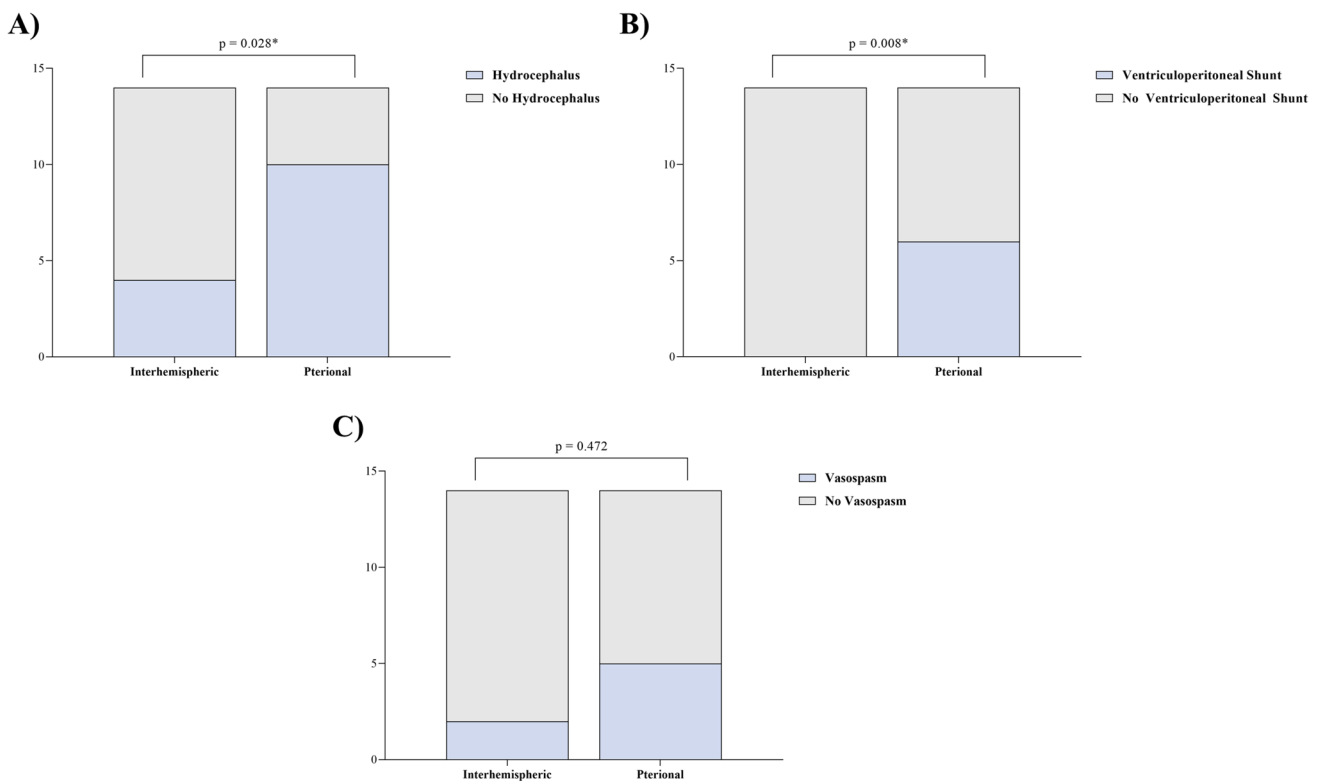 A)
p = 0.028*
15
10
5
0
Interhemispheric
Pterional
Hydrocephalus
No Hydrocephalus
B)
p = 0.008*
15
10
5
0
Interhemispheric
Pterional
Ventriculoperitoneal Shunt
No Ventriculoperitoneal Shunt
C)
p = 0.472
15
10
5
0
Interhemispheric
Pterional
Vasospasm
No Vasospasm